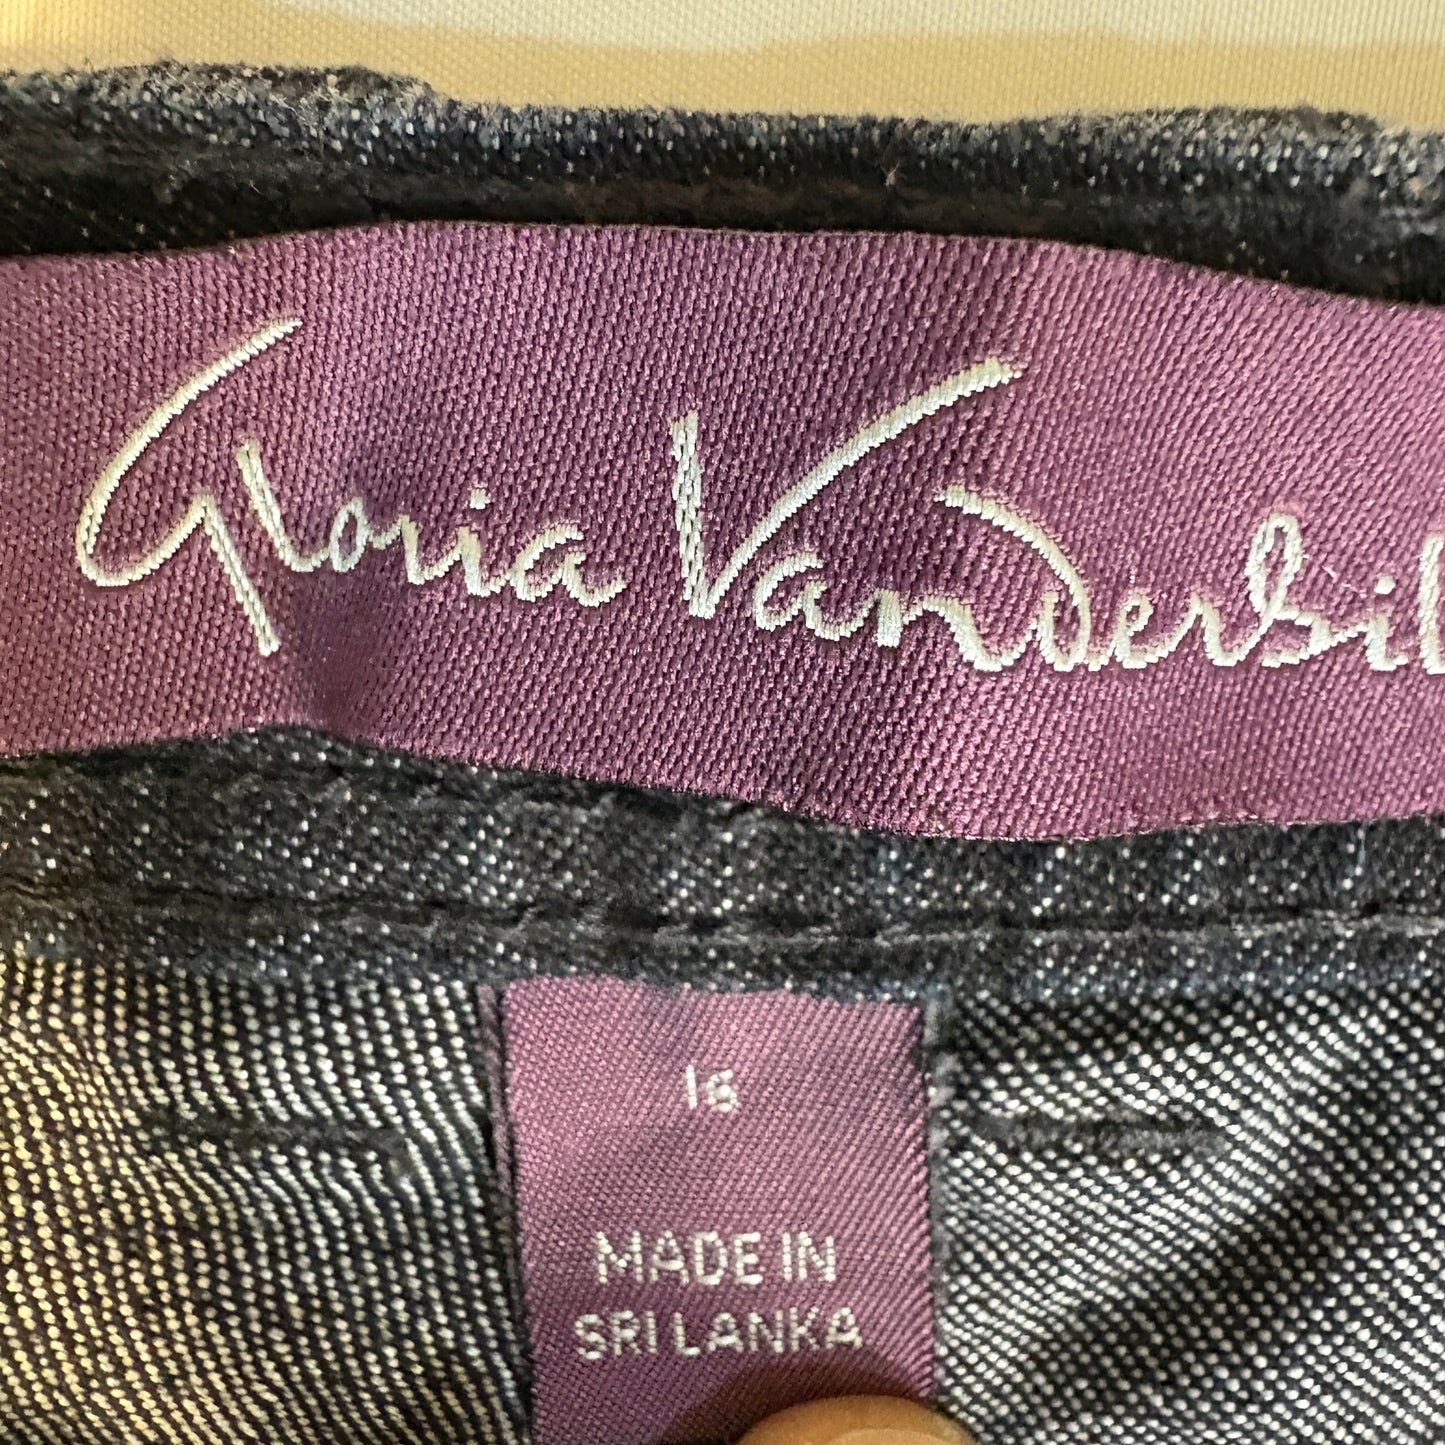 Gloria Vanderbil
16
MADE IN
SRI LANKA